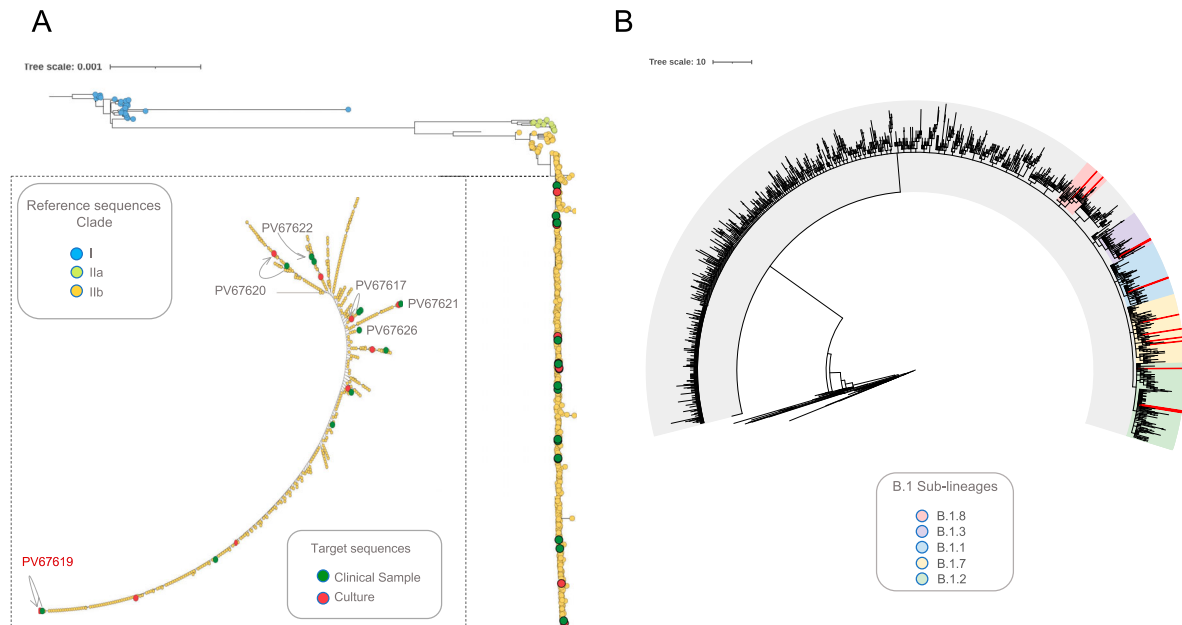 A
B
Tree scale: 0.001
Tree scale: 10
Reference sequences
Clade
I
IIa
IIb
PV67622
PV67620
PV67617
PV67621
PV67626
PV67619
Target sequences
Clinical Sample
Culture
B.1 Sub-lineages
B.1.8
B.1.3
B.1.1
B.1.7
B.1.2